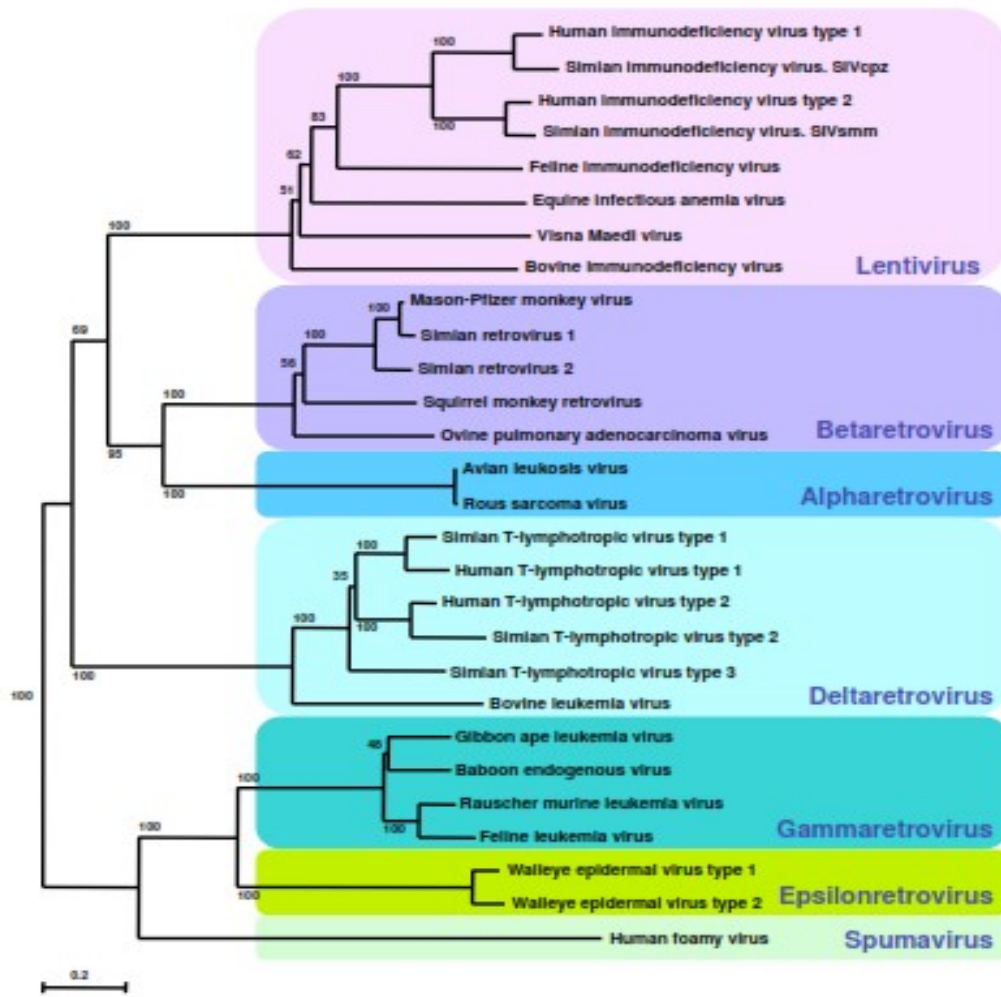 100
Human immunodeficiency virus type 1
Simian immunodeficiency virus. SIVcpz
100
Human immunodeficiency virus type 2
100
Simian immunodeficiency virus. SIVsmm
83
Feline immunodeficiency virus
62
Equine infectious anemia virus
51
Visna Maedi virus
100
Bovine immunodeficiency virus
Lentivirus
Mason-Pfizer monkey virus
100
Simian retrovirus 1
100
69
Simian retrovirus 2
56
Squirrel monkey retrovirus
100
Ovine pulmonary adenocarcinoma virus
Betaretrovirus
95
Avian leukosis virus
100
Rous sarcoma virus
Alpharetrovirus
Simian T-lymphotropic virus type 1
100
Human T-lymphotropic virus type 1
35
Human T-lymphotropic virus type 2
100
100
Simian T-lymphotropic virus type 2
Simian T-lymphotropic virus type 3
100
Bovine leukemia virus
Deltaretrovirus
100
Gibbon ape leukemia virus
46
Baboon endogenous virus
100
Rauscher murine leukemia virus
100
100
Feline leukemia virus
Gammaretrovirus
Walleye epidermal virus type 1
100
Walleye epidermal virus type 2
Epsilonretrovirus
Human foamy virus
Spumavirus
0.2